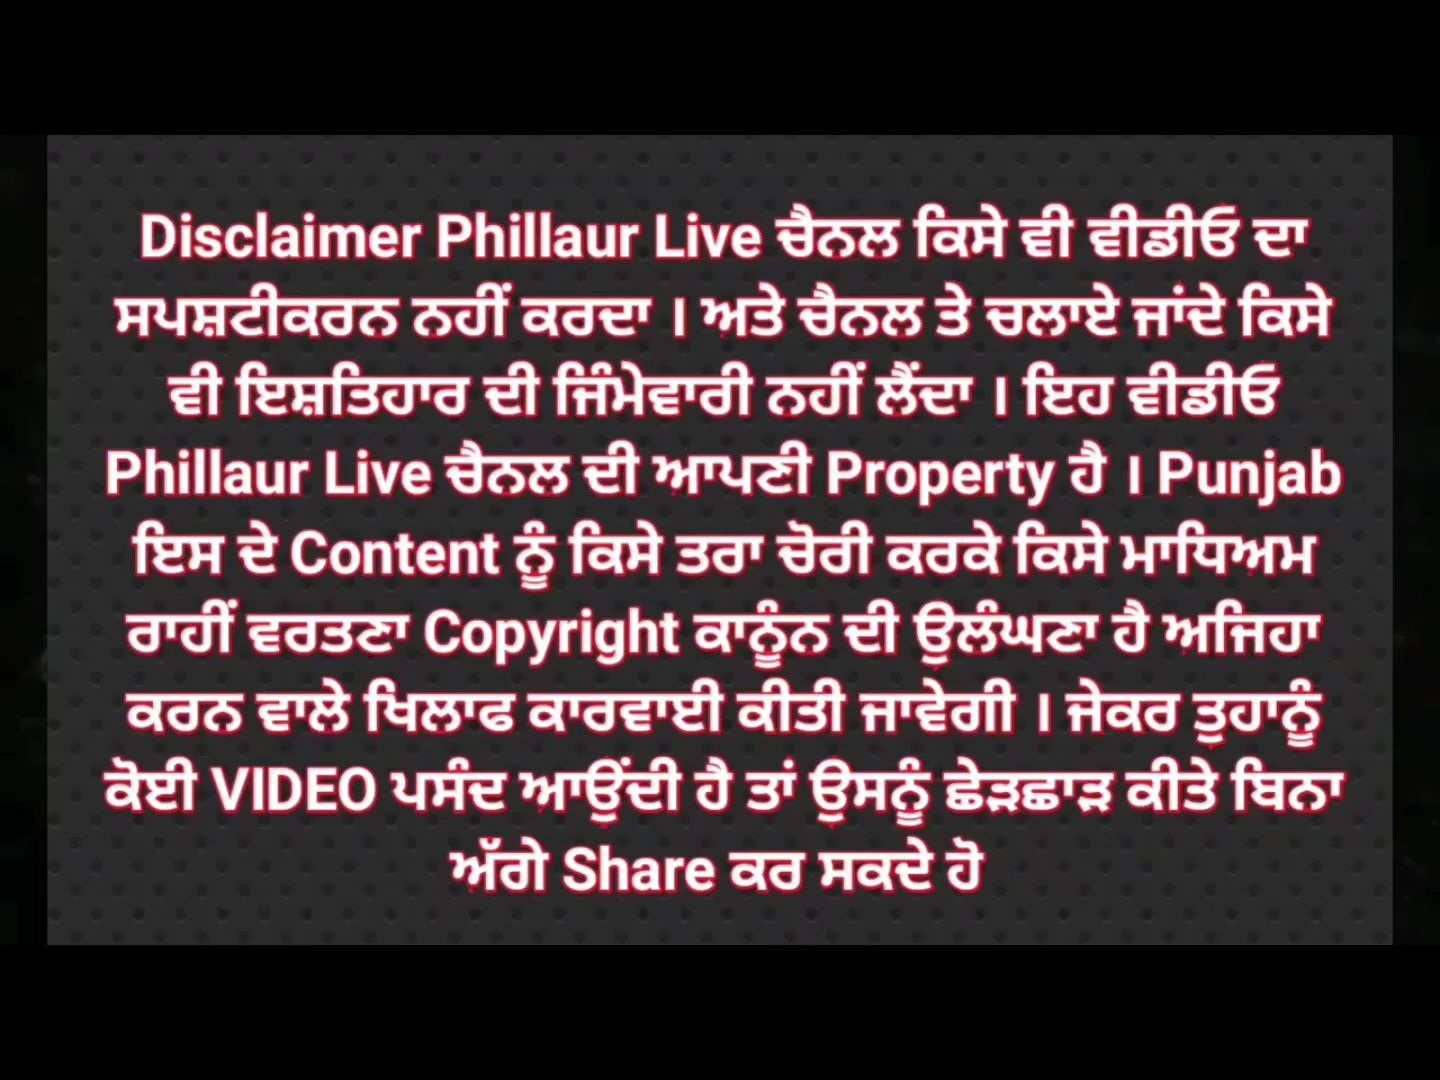 Disclaimer Phillaur Live ਚੈਨਲ ਕਿਸੇ ਵੀ ਵੀਡੀਓ ਦਾ
ਸਪਸ਼ਟੀਕਰਨ ਨਹੀਂ ਕਰਦਾ । ਅਤੇ ਚੈਨਲ ਤੇ ਚਲਾਏ ਜਾਂਦੇ ਕਿਸੇ
ਵੀ ਇਸ਼ਤਿਹਾਰ ਦੀ ਜਿੰਮੇਵਾਰੀ ਨਹੀਂ ਲੈਂਦਾ । ਇਹ ਵੀਡੀਓ
Phillaur Live ਚੈਨਲ ਦੀ ਆਪਣੀ Property ਹੈ । Punjab
ਇਸ ਦੇ Content ਨੂੰ ਕਿਸੇ ਤਰਾ ਚੋਰੀ ਕਰਕੇ ਕਿਸੇ ਮਾਧਿਅਮ
ਰਾਹੀਂ ਵਰਤਣਾ Copyright ਕਾਨੂੰਨ ਦੀ ਉਲੰਘਣਾ ਹੈ ਅਜਿਹਾ
ਕਰਨ ਵਾਲੇ ਖਿਲਾਫ ਕਾਰਵਾਈ ਕੀਤੀ ਜਾਵੇਗੀ । ਜੇਕਰ ਤੁਹਾਨੂੰ
ਕੋਈ VIDEO ਪਸੰਦ ਆਉਂਦੀ ਹੈ ਤਾਂ ਉਸਨੂੰ ਛੇੜਛਾੜ ਕੀਤੇ ਬਿਨਾ
ਅੱਗੇ Share ਕਰ ਸਕਦੇ ਹੋ